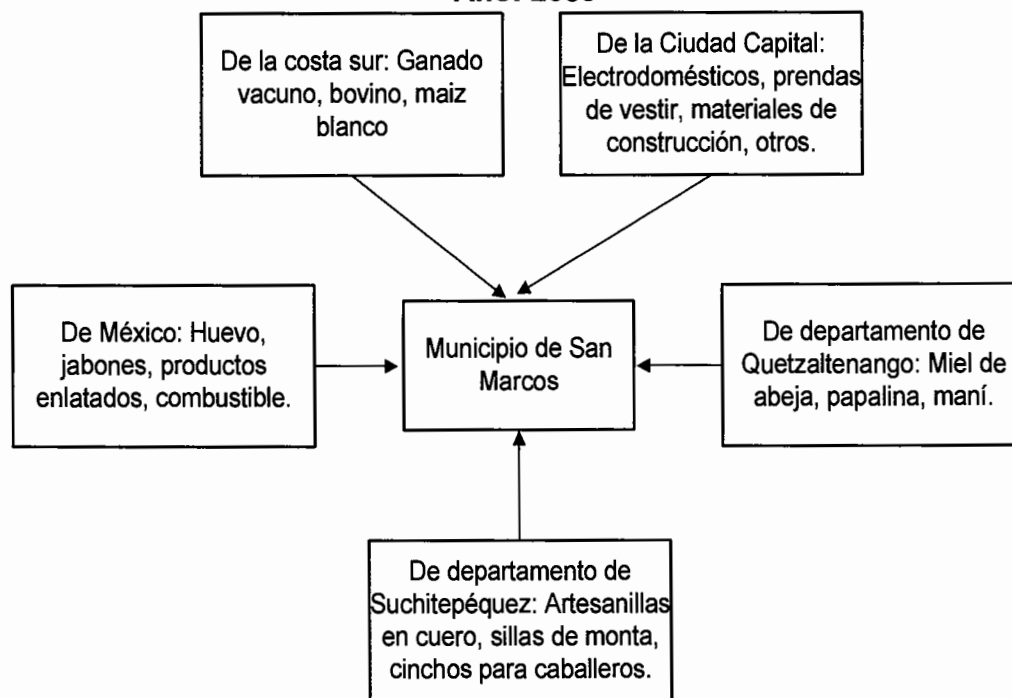 De la costa sur: Ganado
vacuno, bovino, maiz
blanco
De la Ciudad Capital:
Electrodomésticos, prendas
de vestir, materiales de
construcción, otros.
De México: Huevo,
jabones, productos
enlatados, combustible.
Municipio de San
Marcos
De departamento de
Quetzaltenango: Miel de
abeja, papalina, maní.
De departamento de
Suchitepéquez: Artesanillas
en cuero, sillas de monta,
cinchos para caballeros.